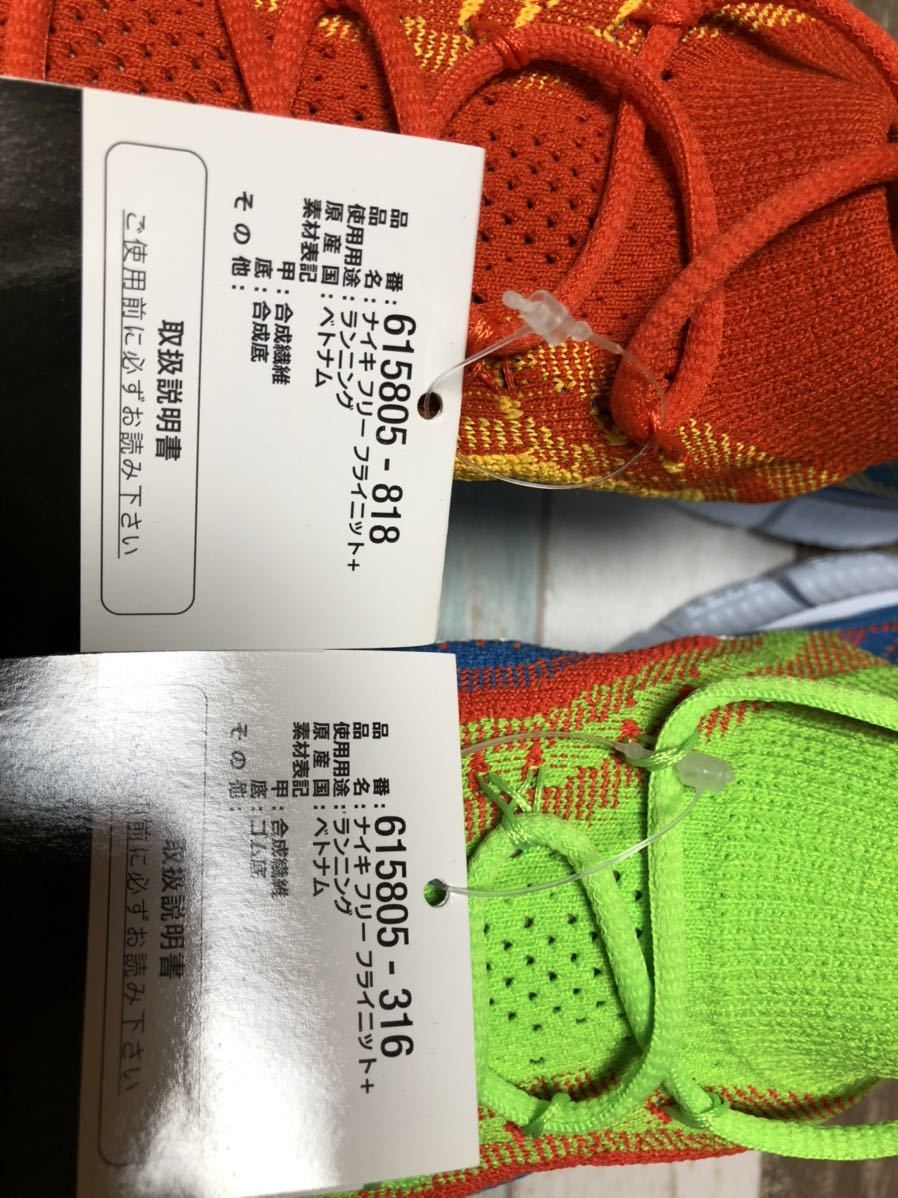 品　　番：615805 - 818
品　　名：ナイキ フリー フライニット+
使用用途：ランニング
原 産 国：ベトナム
素材表記
甲：合成繊維
底：合成底
そ の 他：
取扱説明書
ご使用前に必ずお読み下さい
品　　番：615805 - 316
品　　名：ナイキ フリー フライニット+
使用用途：ランニング
原 産 国：ベトナム
素材表記
甲：合成繊維
底：ゴム底
そ の 他：
取扱説明書
前に必ずお読み下さい